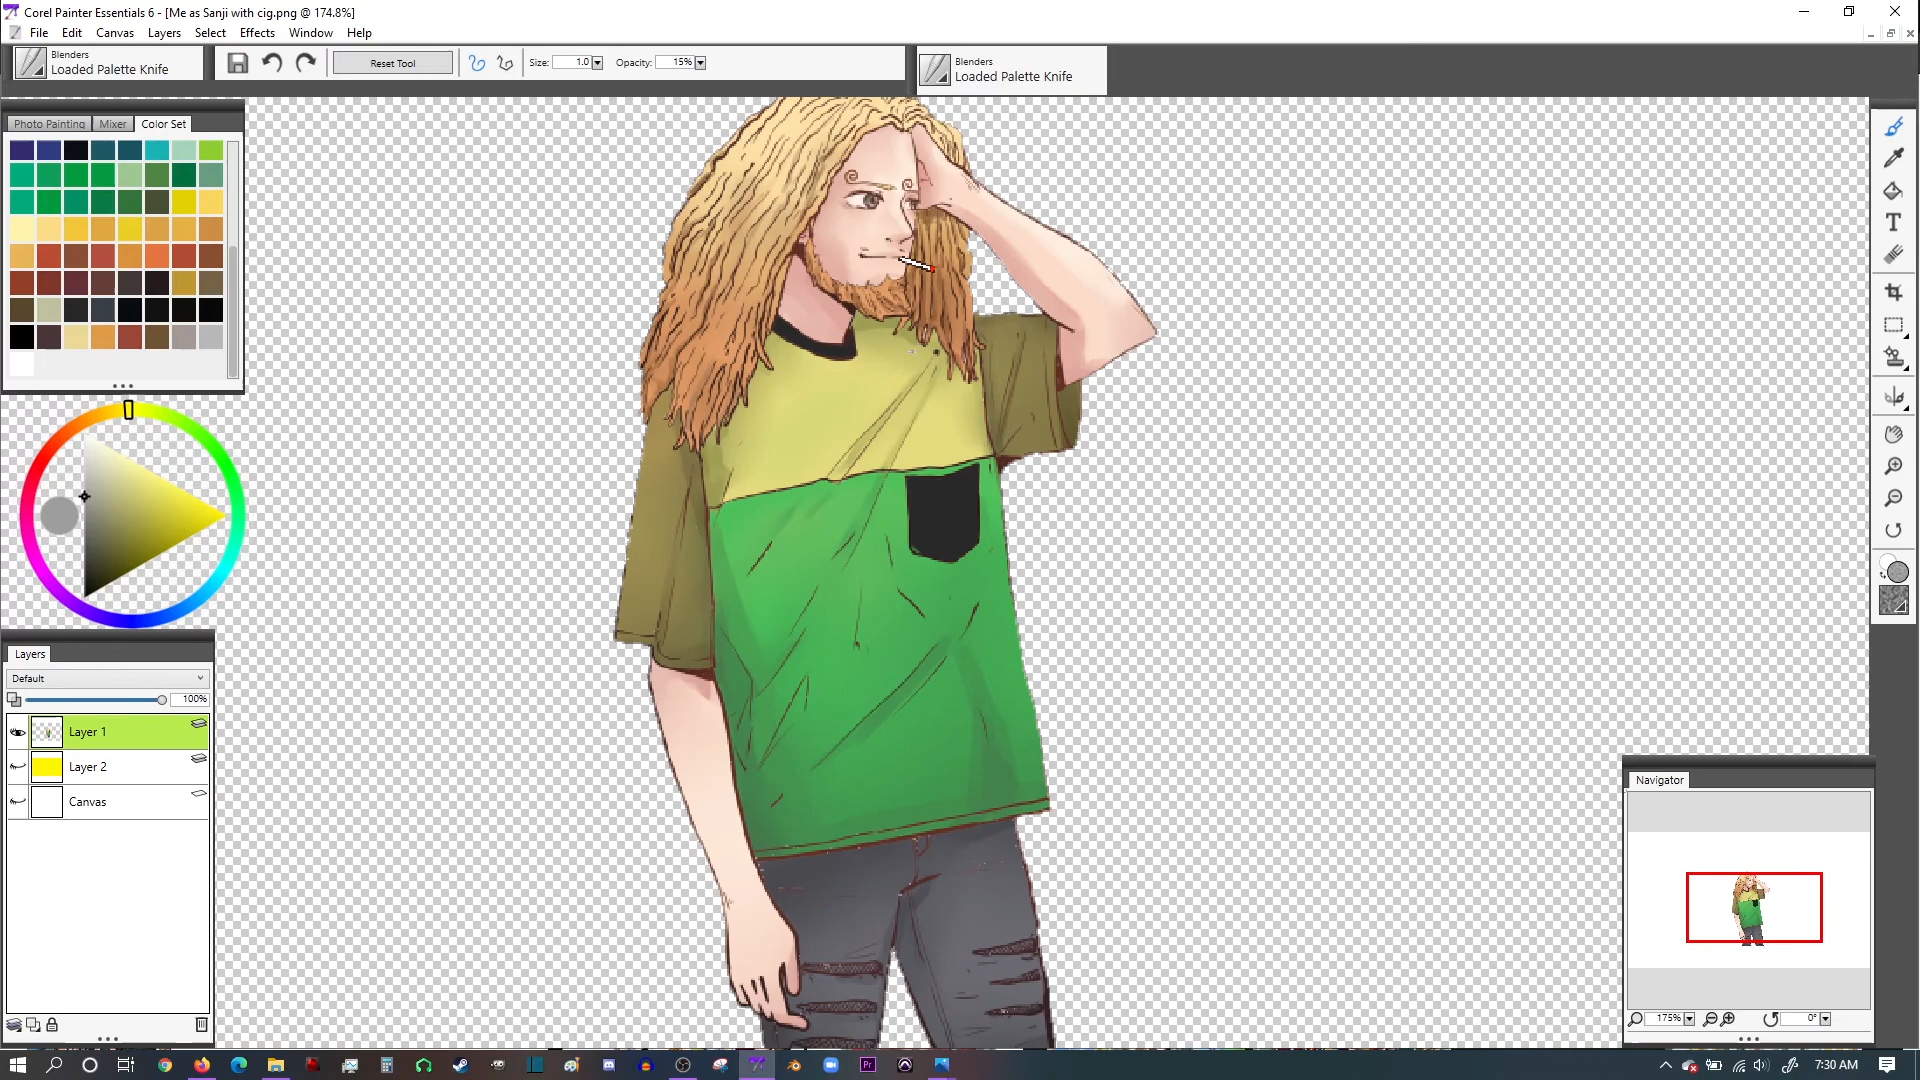 Corel Painter Essentials 6 - [Me as Sanji with cig.png @ 174.8%]
File Edit Canvas Layers Select Effects Window Help
Blenders
Loaded Palette Knife
Reset Tool
Size: 1.0
Opacity: 15%
Blenders
Loaded Palette Knife
Photo Painting Mixer Color Set
Layers
Default
100%
Layer 1
Layer 2
Canvas
Navigator
175%
0°
Pr
7:30 AM